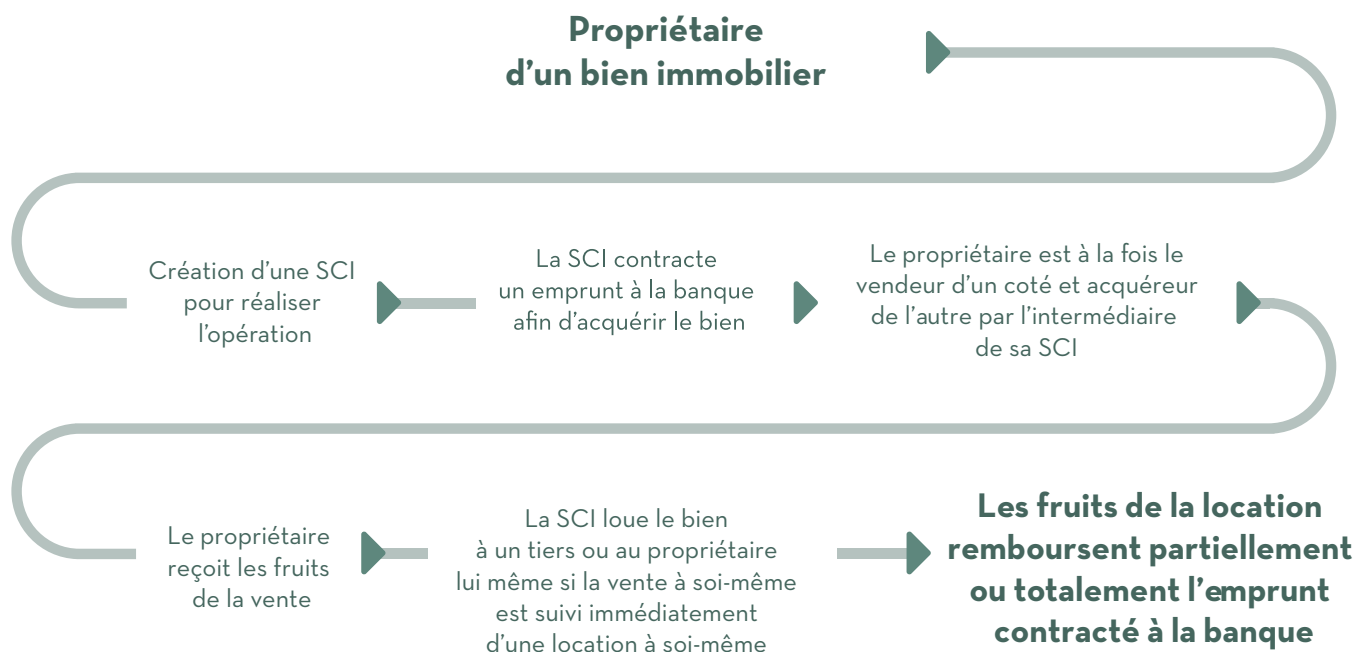 Propriétaire
d'un bien immobilier
Création d'une SCI
pour réaliser
l'opération
La SCI contracte
un emprunt à la banque
afin d'acquérir le bien
Le propriétaire est à la fois le
vendeur d'un coté et acquéreur
de l'autre par l'intermédiaire
de sa SCI
Le propriétaire
reçoit les fruits
de la vente
La SCI loue le bien
à un tiers ou au propriétaire
lui même si la vente à soi-même
est suivi immédiatement
d'une location à soi-même
Les fruits de la location
remboursent partiellement
ou totalement l'emprunt
contracté à la banque